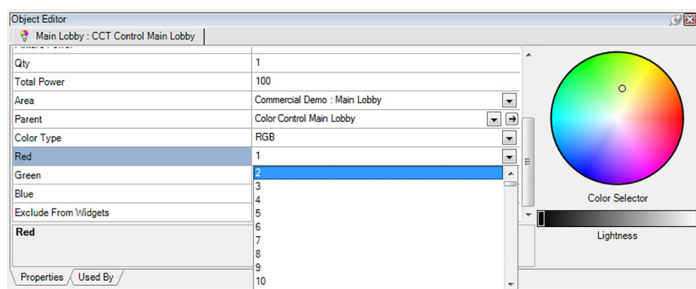 Object Editor
Main Lobby : CCT Control Main Lobby
Qty 1
Total Power 100
Area Commercial Demo : Main Lobby
Parent Color Control Main Lobby
Color Type RGB
Red 1
Green 2
3
Blue 4
5
Exclude From Widgets 6
Red 7
8
9
10
Color Selector
Lightness
Properties Used By